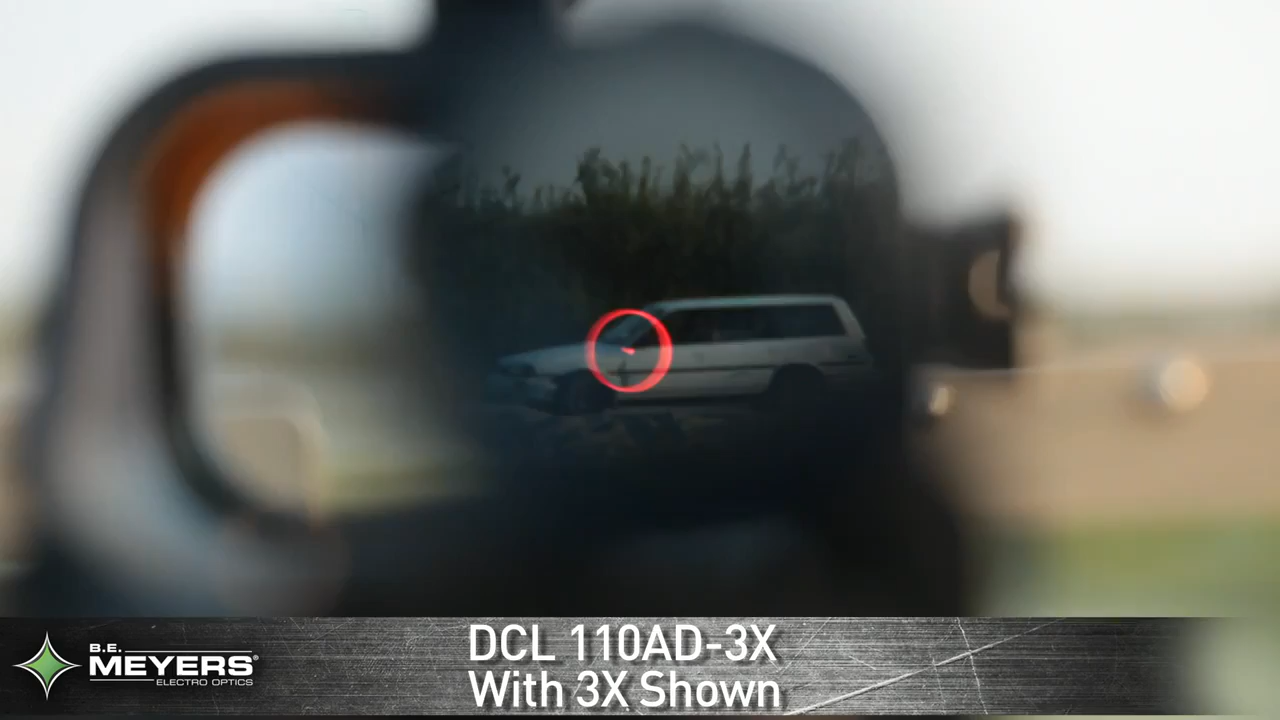 B.E.
MEYERS®
ELECTRO OPTICS
DCL 110AD-3X
With 3X Shown